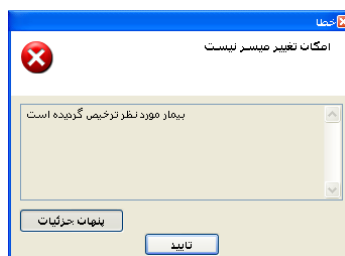 خطا
امکان تغییر میسر نیست
بیمار مورد نظر ترخیص گردیده است
پنهان جزئیات
تایید